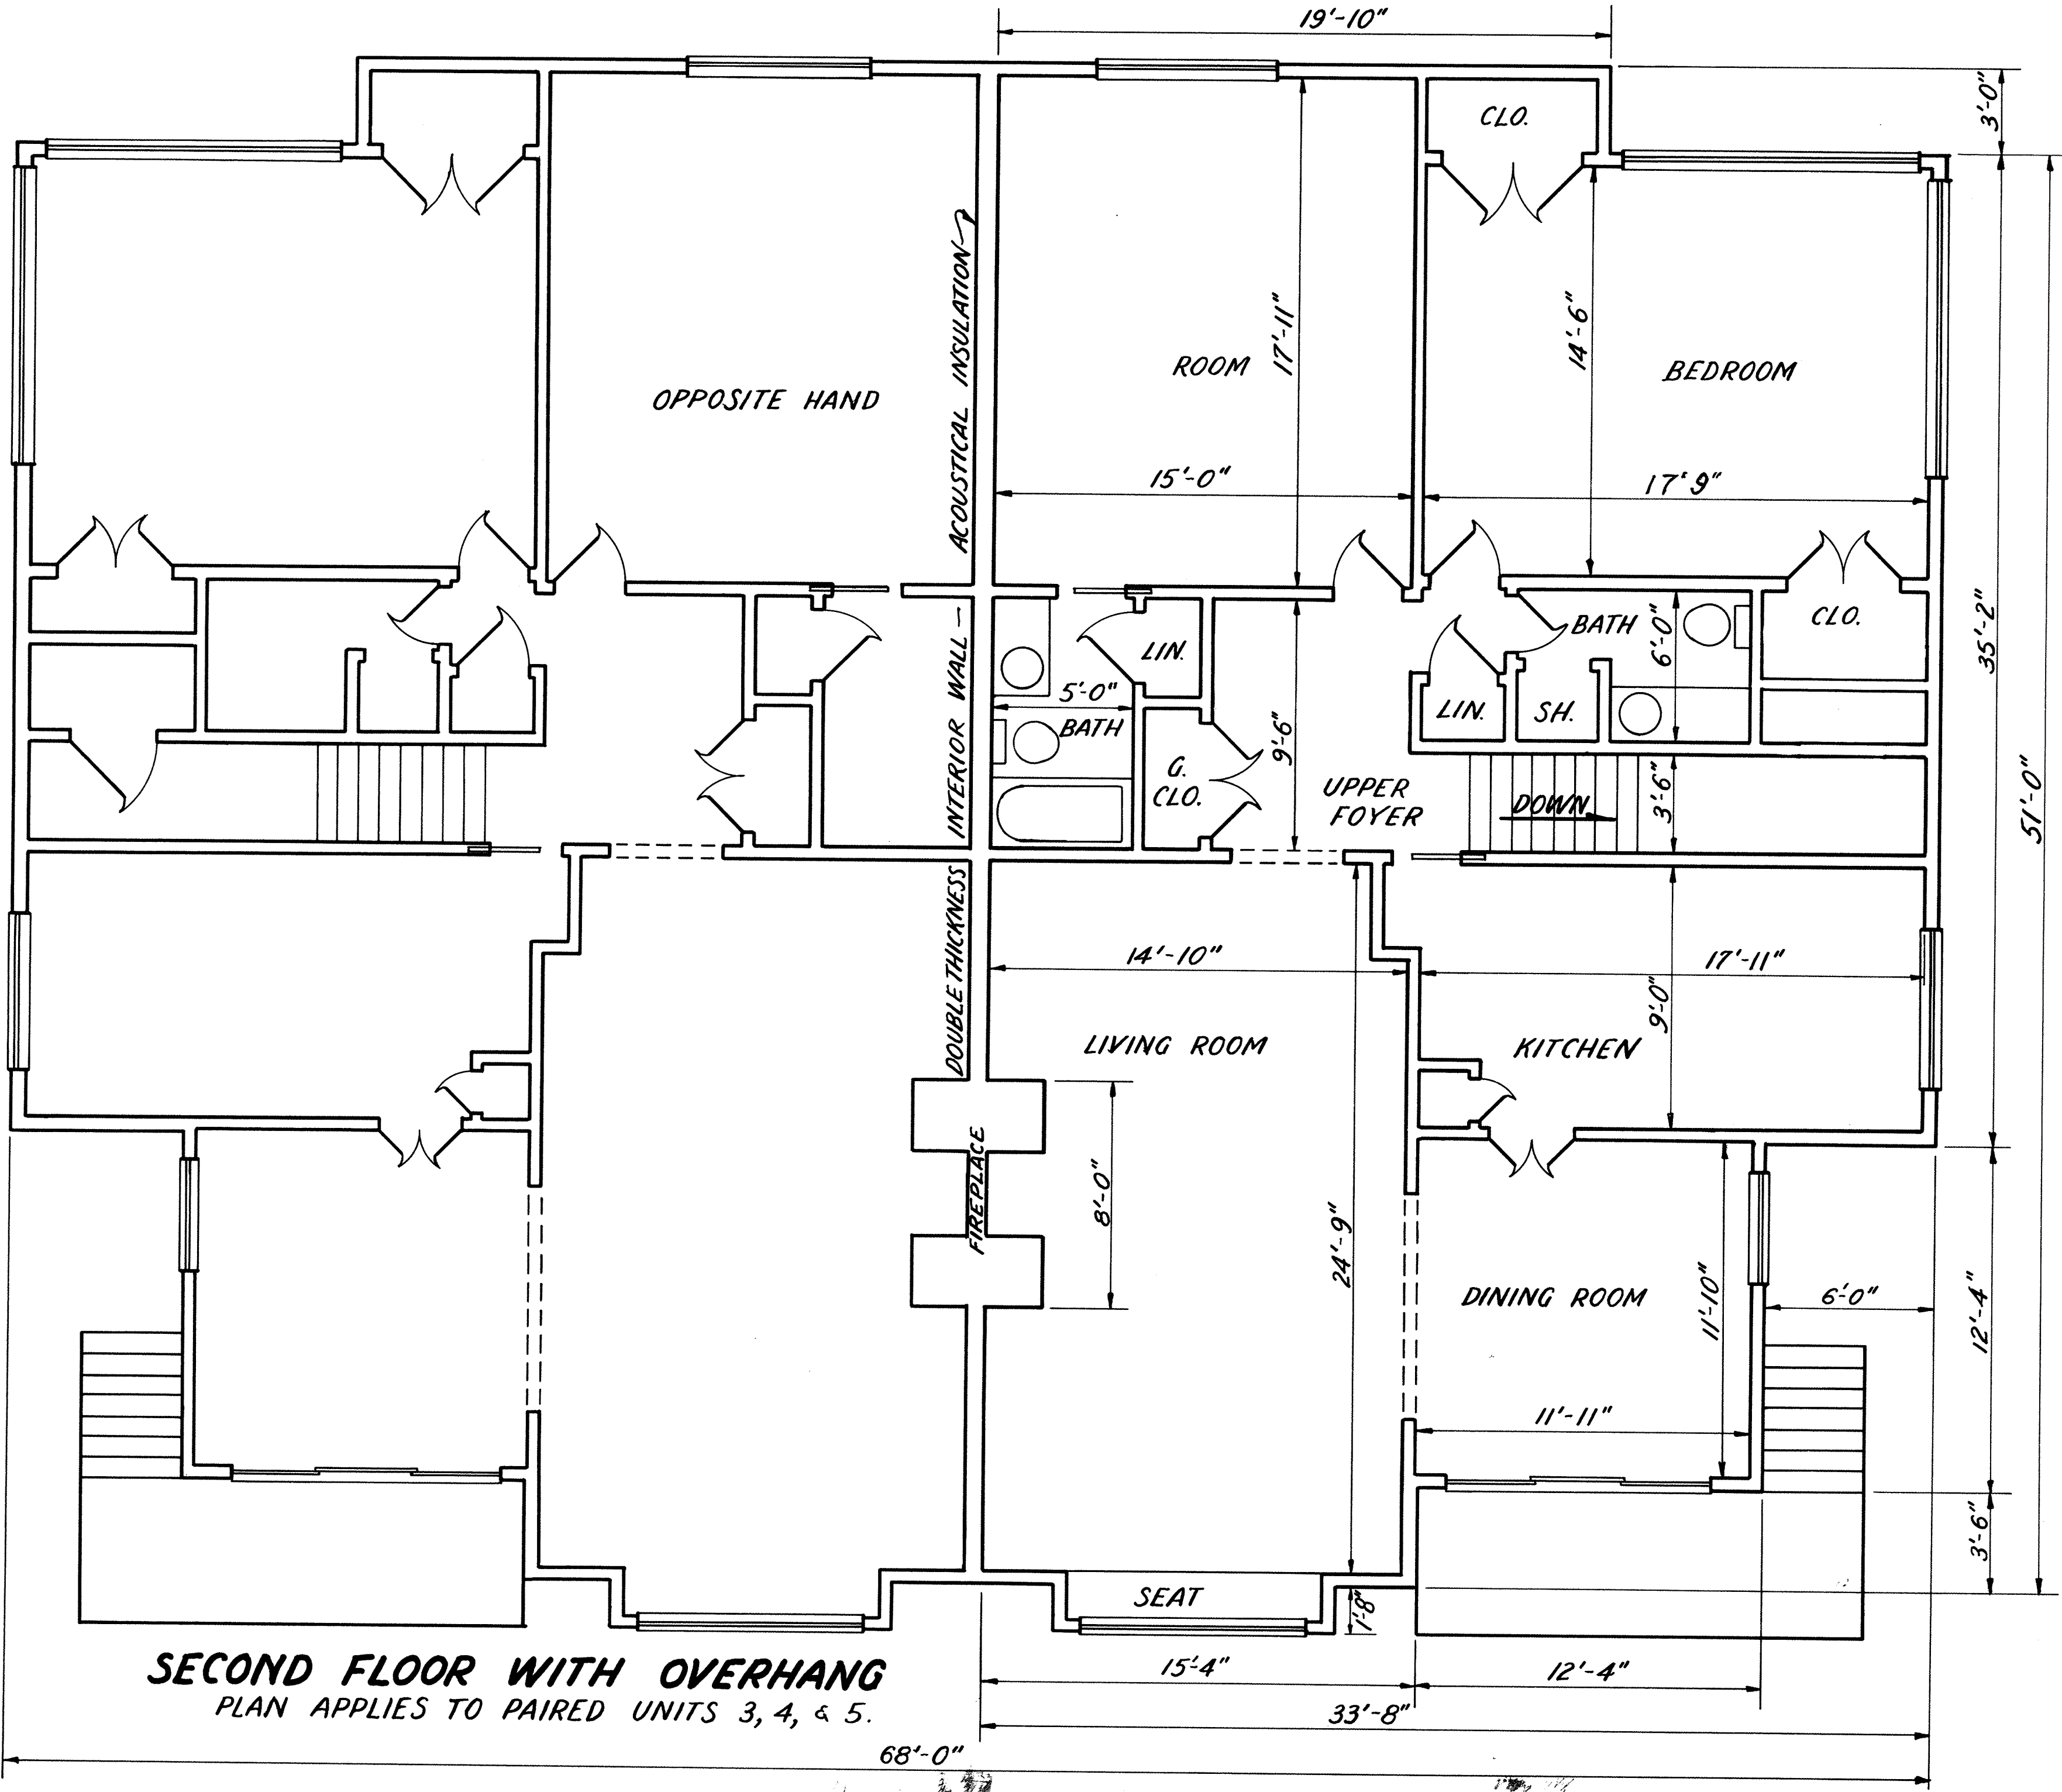 19'-10"
3'-0"
CLO.
ACOUSTICAL INSULATION
17'-11"
14'-6"
ROOM
BEDROOM
OPPOSITE HAND
15'-0"
17'9"
35'-2"
51'-0"
INTERIOR WALL
LIN.
5'-0"
BATH
9'-6"
G.
CLO.
UPPER
FOYER
BATH
6'-0"
CLO.
LIN.
SH.
DOWN
3'-6"
DOUBLE THICKNESS
14'-10"
17'-11"
9'-0"
LIVING ROOM
KITCHEN
FIREPLACE
8'-0"
24'-9"
DINING ROOM
11'-10"
6'-0"
12'-4"
11'-11"
3'-6"
SEAT
1'-8"
SECOND FLOOR WITH OVERHANG
PLAN APPLIES TO PAIRED UNITS 3, 4, & 5.
15'-4"
12'-4"
33'-8"
68'-0"